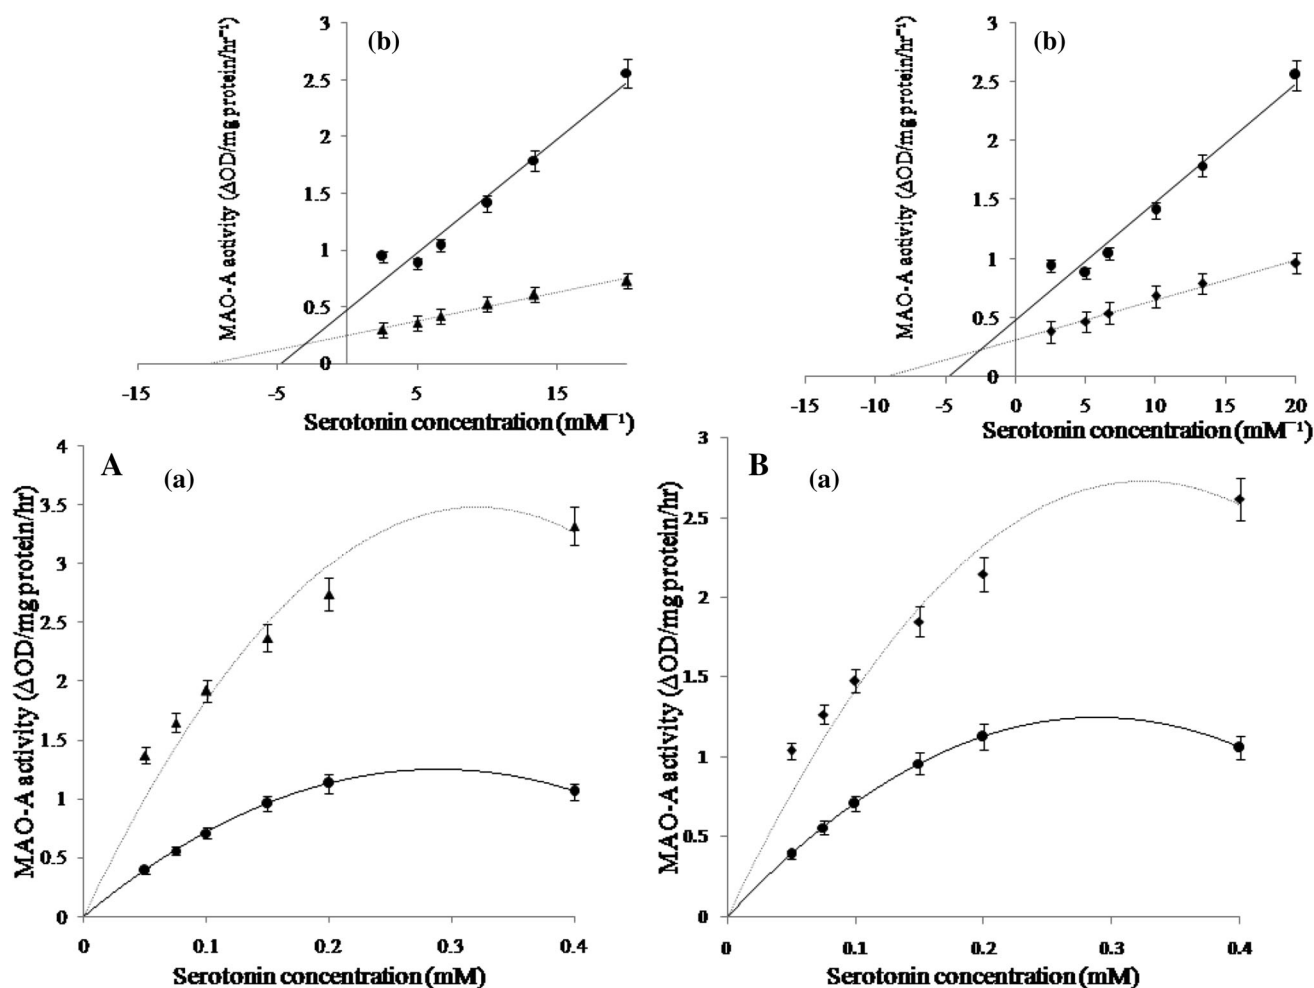 (b)
MAO-A activity (ΔOD/mg protein/hr⁻¹)
3
2.5
2
1.5
1
0.5
0
-15 -5 5 15
Serotonin concentration (mM⁻¹)
(b)
MAO-A activity (ΔOD/mg protein/hr⁻¹)
3
2.5
2
1.5
1
0.5
0
-15 -10 -5 0 5 10 15 20
Serotonin concentration (mM⁻¹)
A (a)
MAO-A activity (ΔOD/mg protein/hr)
4
3.5
3
2.5
2
1.5
1
0.5
0
0 0.1 0.2 0.3 0.4
Serotonin concentration (mM)
B (a)
MAO-A activity (ΔOD/mg protein/hr)
3
2.5
2
1.5
1
0.5
0
0 0.1 0.2 0.3 0.4
Serotonin concentration (mM)